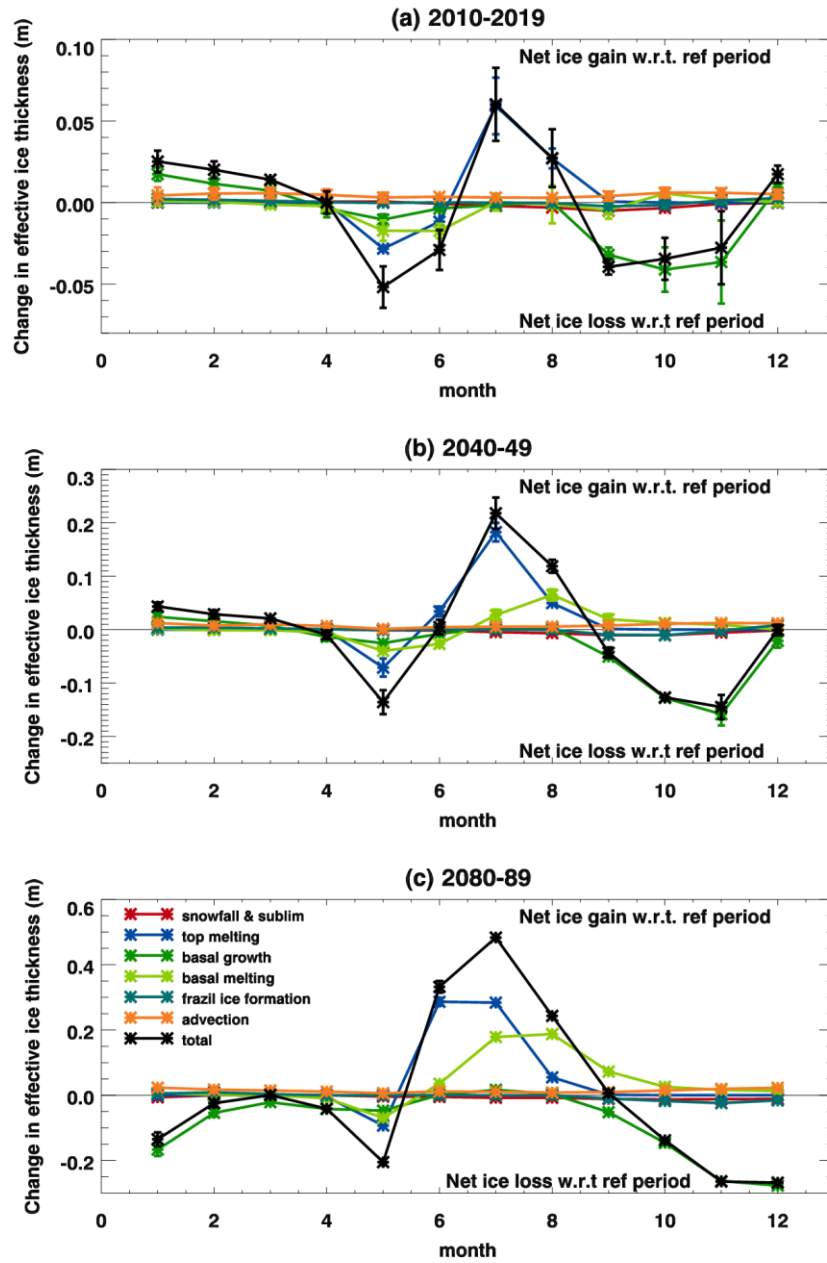 (a) 2010-2019
Change in effective ice thickness (m)
0.10
0.05
0.00
-0.05
Net ice gain w.r.t. ref period
Net ice loss w.r.t ref period
0 2 4 6 8 10 12
month
(b) 2040-49
Change in effective ice thickness (m)
0.3
0.2
0.1
0.0
-0.1
-0.2
Net ice gain w.r.t. ref period
Net ice loss w.r.t ref period
0 2 4 6 8 10 12
month
(c) 2080-89
Change in effective ice thickness (m)
0.6
0.4
0.2
0.0
-0.2
snowfall & sublim
top melting
basal growth
basal melting
frazil ice formation
advection
total
Net ice gain w.r.t. ref period
Net ice loss w.r.t ref period
0 2 4 6 8 10 12
month